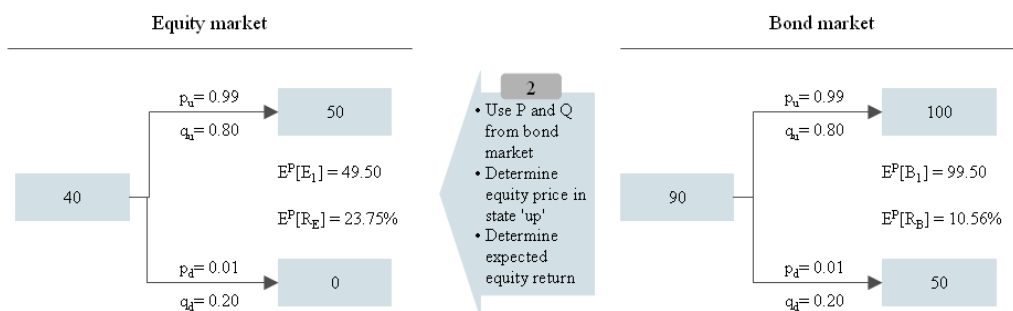 Equity market
Bond market
2
p_u= 0.99
50
q_u= 0.80
40
E^P[E_1] = 49.50
E^P[R_E] = 23.75%
p_d= 0.01
0
q_d= 0.20
• Use P and Q
from bond
market
• Determine
equity price in
state 'up'
• Determine
expected
equity return
p_u= 0.99
100
q_u= 0.80
90
E^P[B_1] = 99.50
E^P[R_B] = 10.56%
p_d= 0.01
50
q_d= 0.20